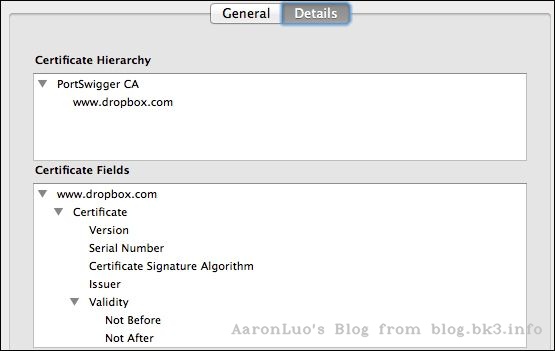 General Details
Certificate Hierarchy
PortSwigger CA
www.dropbox.com
Certificate Fields
www.dropbox.com
Certificate
Version
Serial Number
Certificate Signature Algorithm
Issuer
Validity
Not Before
Not After
AaronLuo's Blog from blog.bk3.info